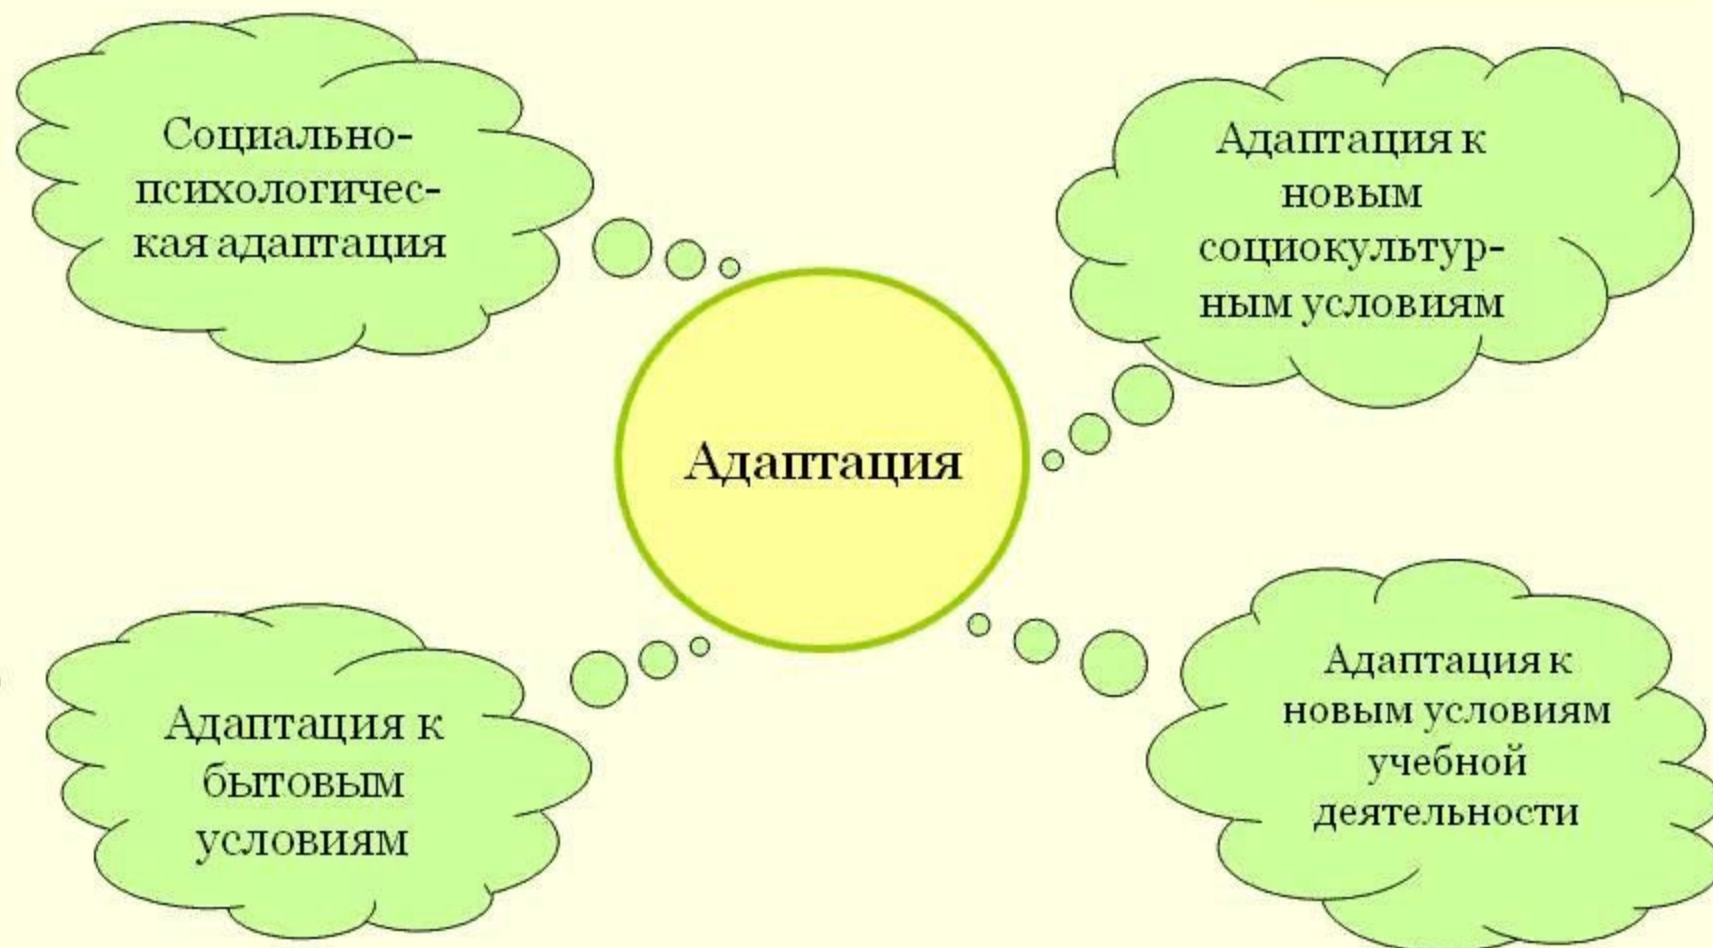 Социально-
психологичес-
кая адаптация
Адаптация к
новым
социокультур-
ным условиям
Адаптация
Адаптация к
бытовым
условиям
Адаптация к
новым условиям
учебной
деятельности